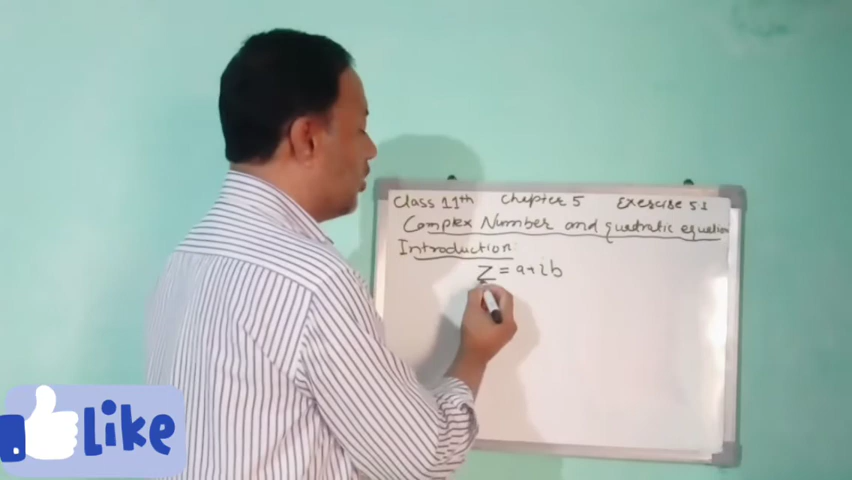 Class 11th Chapter 5 Exercise 5.1
Complex Number and quadratic equation
Introduction
Z = a + ib
Like